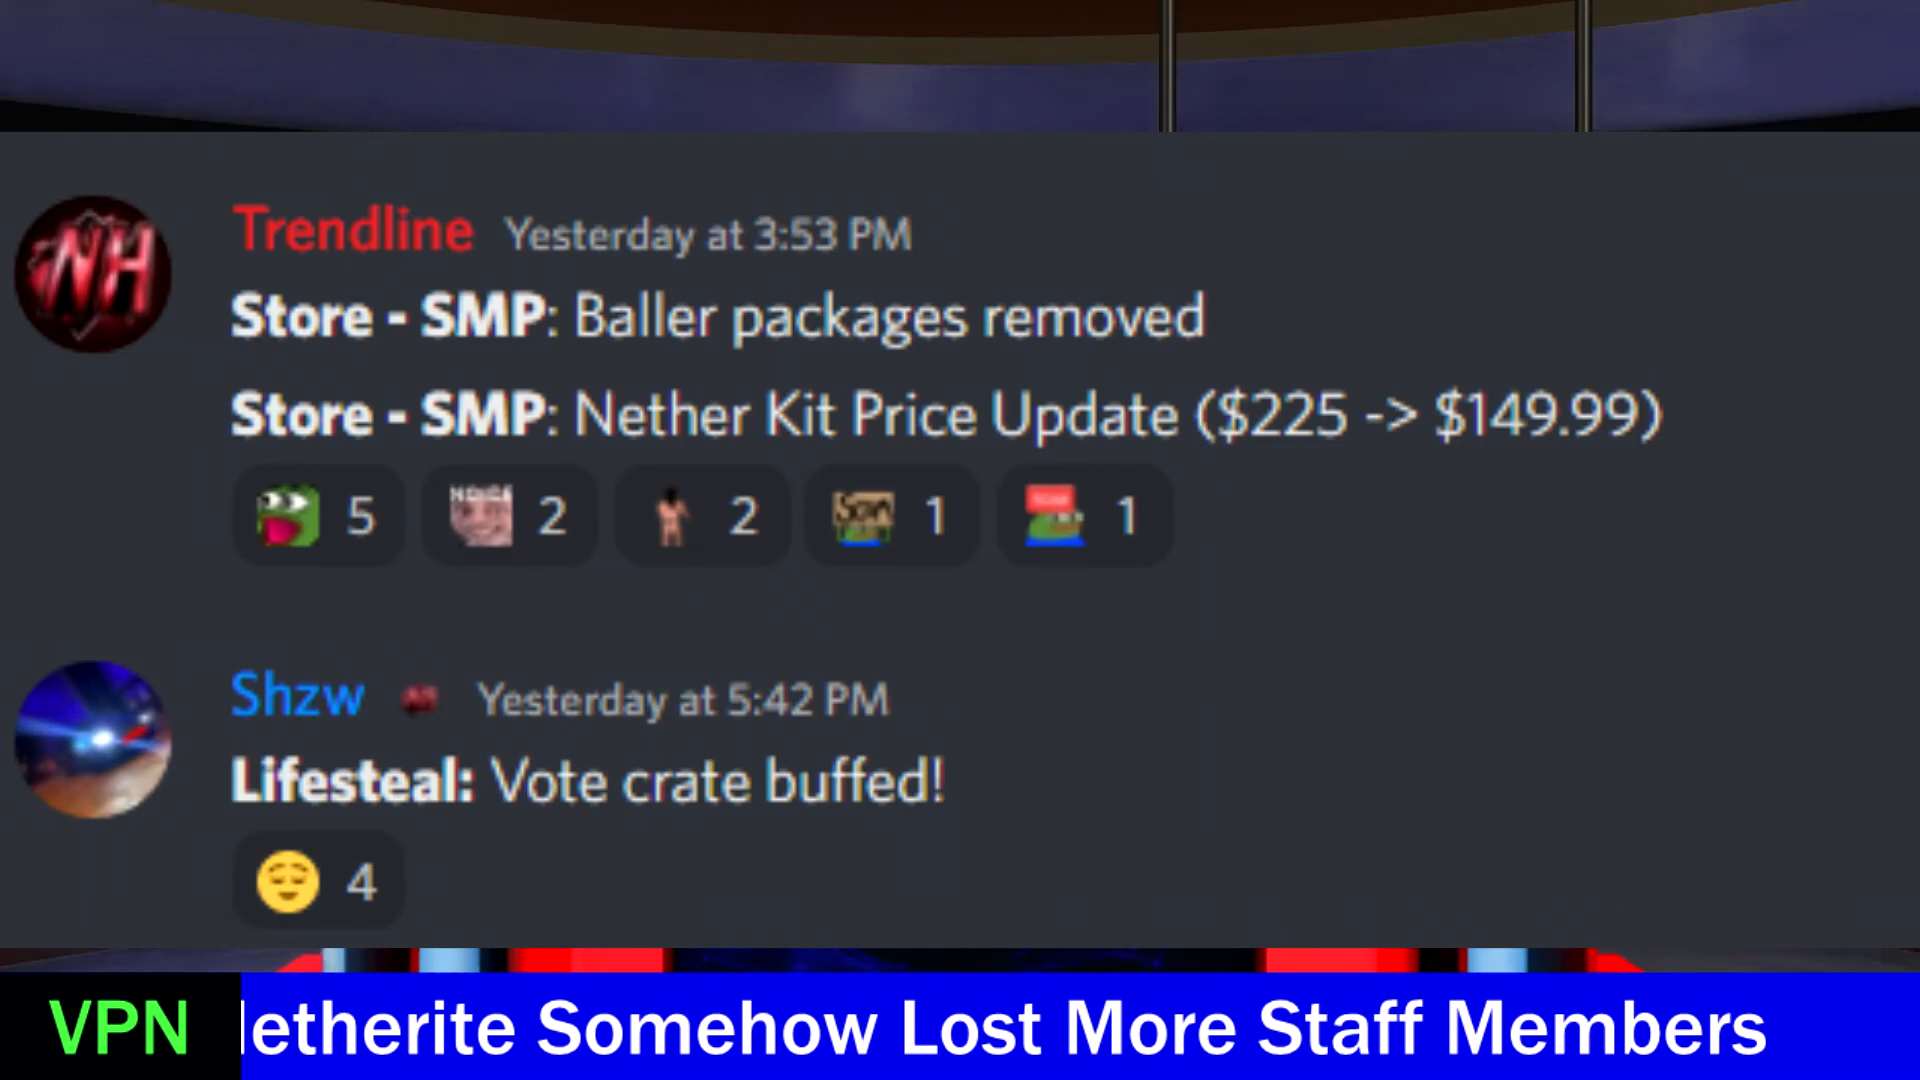 NH
Trendline Yesterday at 3:53 PM
Store - SMP: Baller packages removed
Store - SMP: Nether Kit Price Update ($225 -> $149.99)
5 NOICE 2 2 1 1
Shzw Yesterday at 5:42 PM
Lifesteal: Vote crate buffed!
4
VPN etherite Somehow Lost More Staff Members